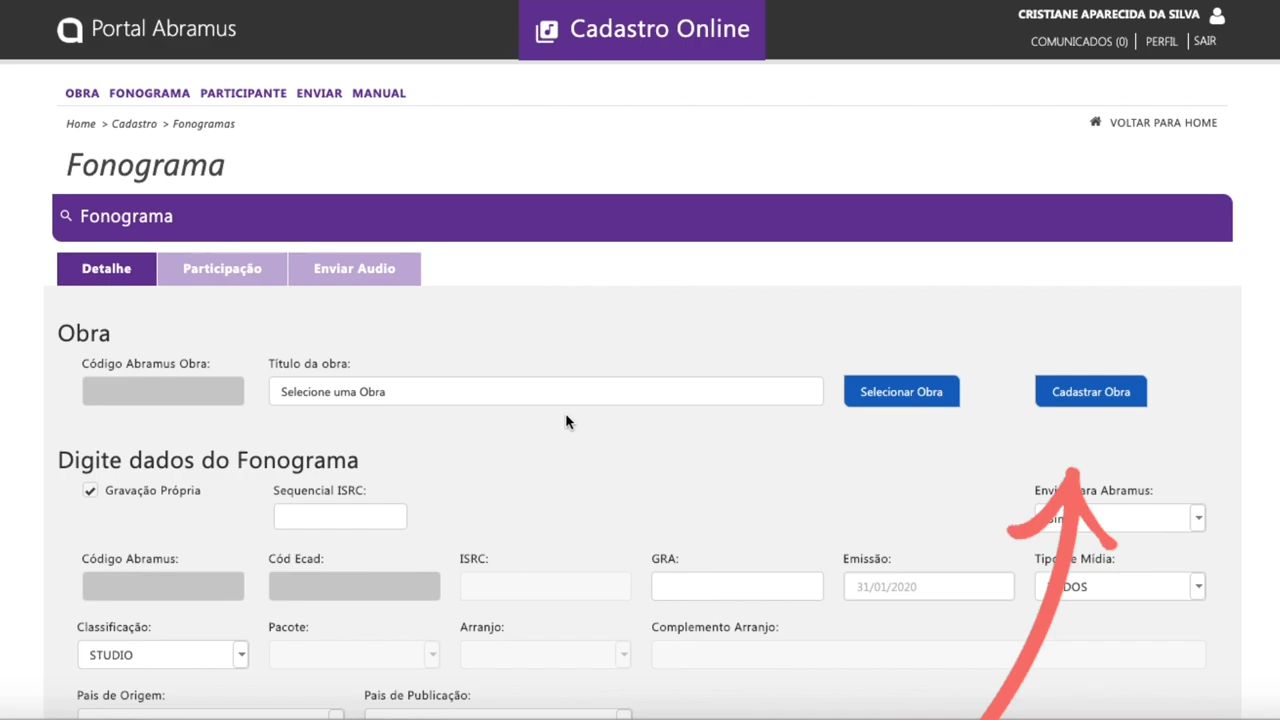 Portal Abramus
Cadastro Online
CRISTIANE APARECIDA DA SILVA
COMUNICADOS (0) | PERFIL | SAIR
OBRA FONOGRAMA PARTICIPANTE ENVIAR MANUAL
Home > Cadastro > Fonogramas
VOLTAR PARA HOME
Fonograma
Fonograma
Detalhe Participação Enviar Audio
Obra
Código Abramus Obra: Título da obra:
Selecione uma Obra Selecionar Obra Cadastrar Obra
Digite dados do Fonograma
Gravação Própria Sequencial ISRC: Abramus:
Código Abramus: Cód Ecad: ISRC: GRA: Emissão: Mídia:
31/01/2020
Classificação: Pacote: Arranjo: Complemento Arranjo:
STUDIO
Pais de Origem: Pais de Publicação: